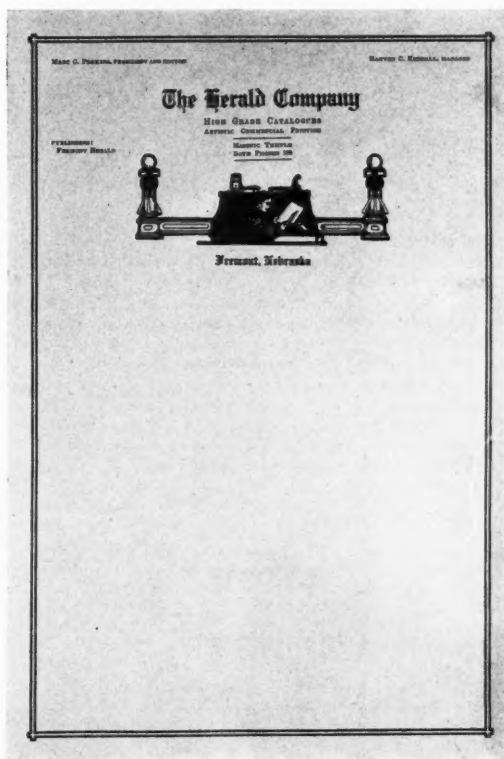 Marc G. Perkins, President and Editor
Harvey C. Kendall, Manager
The Herald Company
High Grade Catalogues
Artistic Commercial Printing
Publishers:
Fremont Herald
Masonic Temple
Both Phones
Fremont, Nebraska